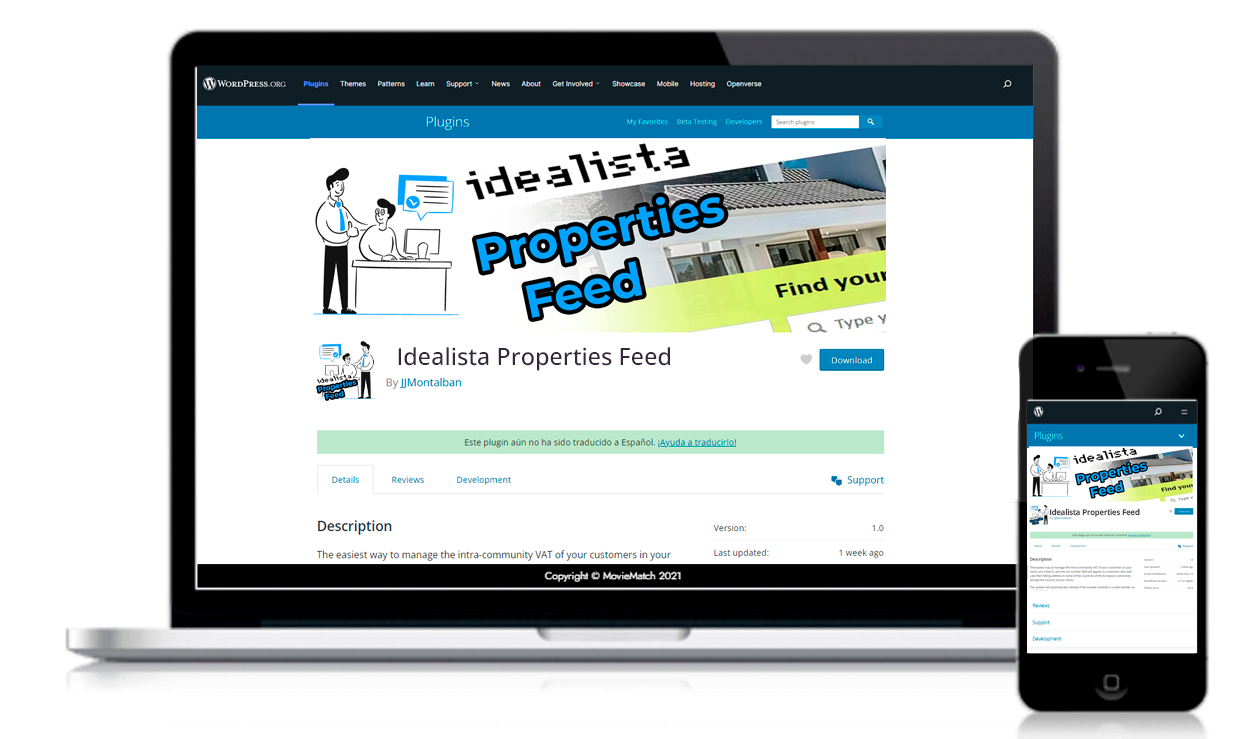 WORDPRESS.ORG Plugins Themes Patterns Learn Support News About Get Involved Showcase Mobile Hosting Openverse
Plugins My Favorites Beta Testing Developers Search plugins
idealista
Properties
Feed
Find your
Type y
idealista
Properties
Feed
Idealista Properties Feed
Download
By JJMontalban
Este plugin aún no ha sido traducido a Español. ¡Ayuda a traducirlo!
Details Reviews Development Support
Description
Version: 1.0
The easiest way to manage the intra-community VAT of your customers in your
Last updated: 1 week ago
Copyright © MovieMatch 2021
Plugins
idealista
Properties
Feed
Find your
Idealista Properties Feed
Description
Reviews
Support
Development